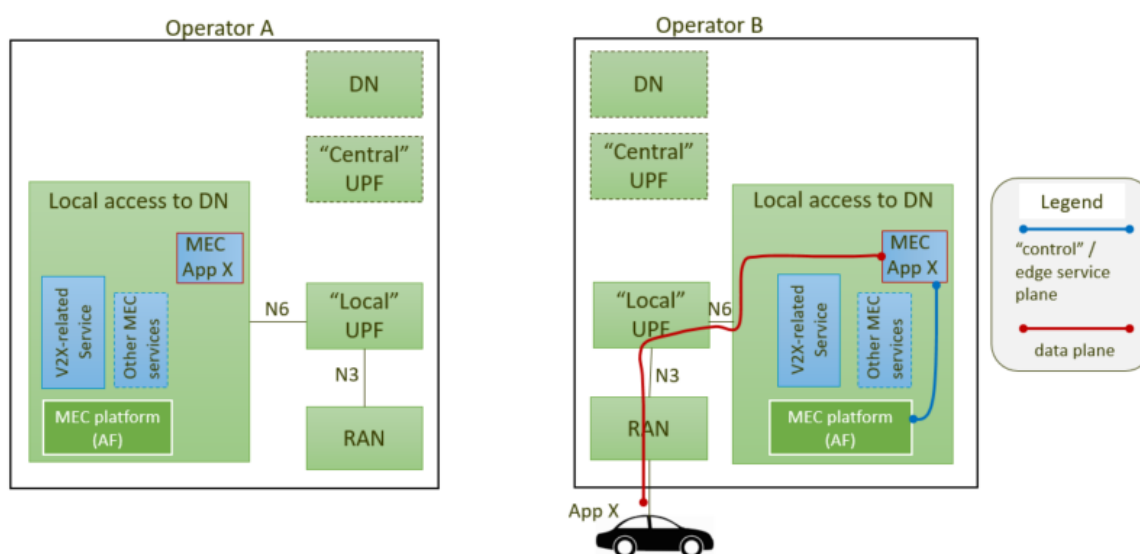 Operator A
DN
“Central”
UPF
Local access to DN
MEC
App X
V2X-related
Service
Other MEC
services
MEC platform
(AF)
N6
“Local”
UPF
N3
RAN
Operator B
DN
“Central”
UPF
Local access to DN
MEC
App X
“Local”
UPF
N6
V2X-related
Service
Other MEC
services
N3
MEC platform
(AF)
RAN
App X
Legend
“control” /
edge service
plane
data plane